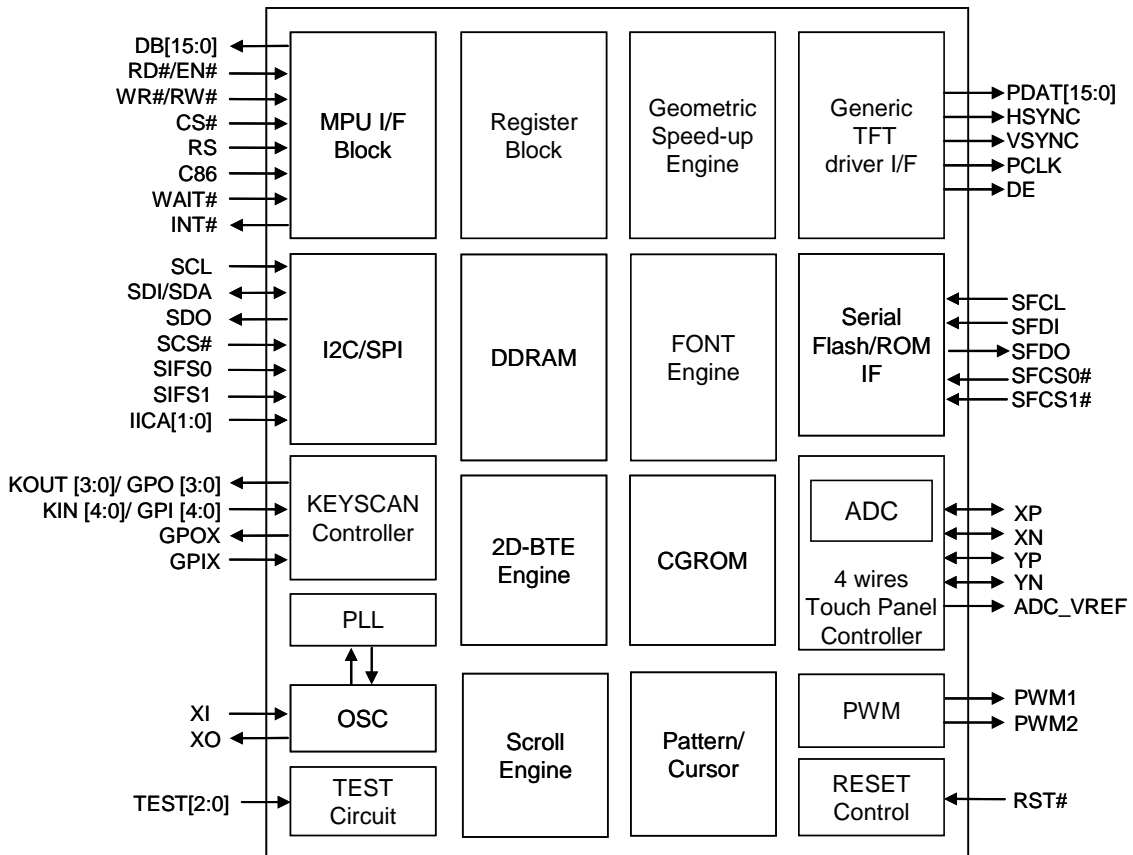 DB[15:0]
RD#/EN#
WR#/RW#
CS#
RS
C86
WAIT#
INT#
MPU I/F
Block
Register
Block
Geometric
Speed-up
Engine
Generic
TFT
driver I/F
PDAT[15:0]
HSYNC
VSYNC
PCLK
DE
SCL
SDI/SDA
SDO
SCS#
SIFS0
SIFS1
IICA[1:0]
I2C/SPI
DDRAM
FONT
Engine
Serial
Flash/ROM
IF
SFCL
SFDI
SFDO
SFCS0#
SFCS1#
KOUT [3:0]/ GPO [3:0]
KIN [4:0]/ GPI [4:0]
GPOX
GPIX
KEYSCAN
Controller
2D-BTE
Engine
CGROM
ADC
4 wires
Touch Panel
Controller
XP
XN
YP
YN
ADC_VREF
PLL
XI
XO
OSC
Scroll
Engine
Pattern/
Cursor
PWM
PWM1
PWM2
TEST[2:0]
TEST
Circuit
RESET
Control
RST#